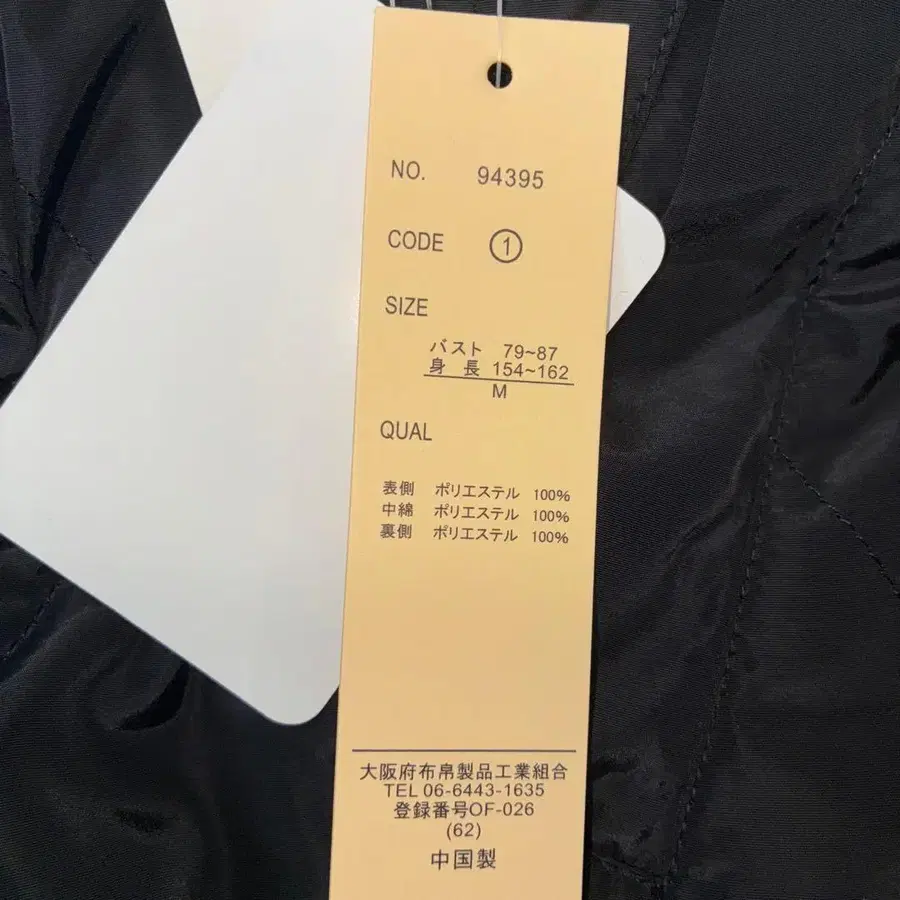 NO. 94395
CODE ①
SIZE
バスト 79~87
身長 154~162
M
QUAL
表側 ポリエステル 100%
中綿 ポリエステル 100%
裏側 ポリエステル 100%
大阪府布帛製品工業組合
TEL 06-6443-1635
登録番号OF-026
(62)
中国製